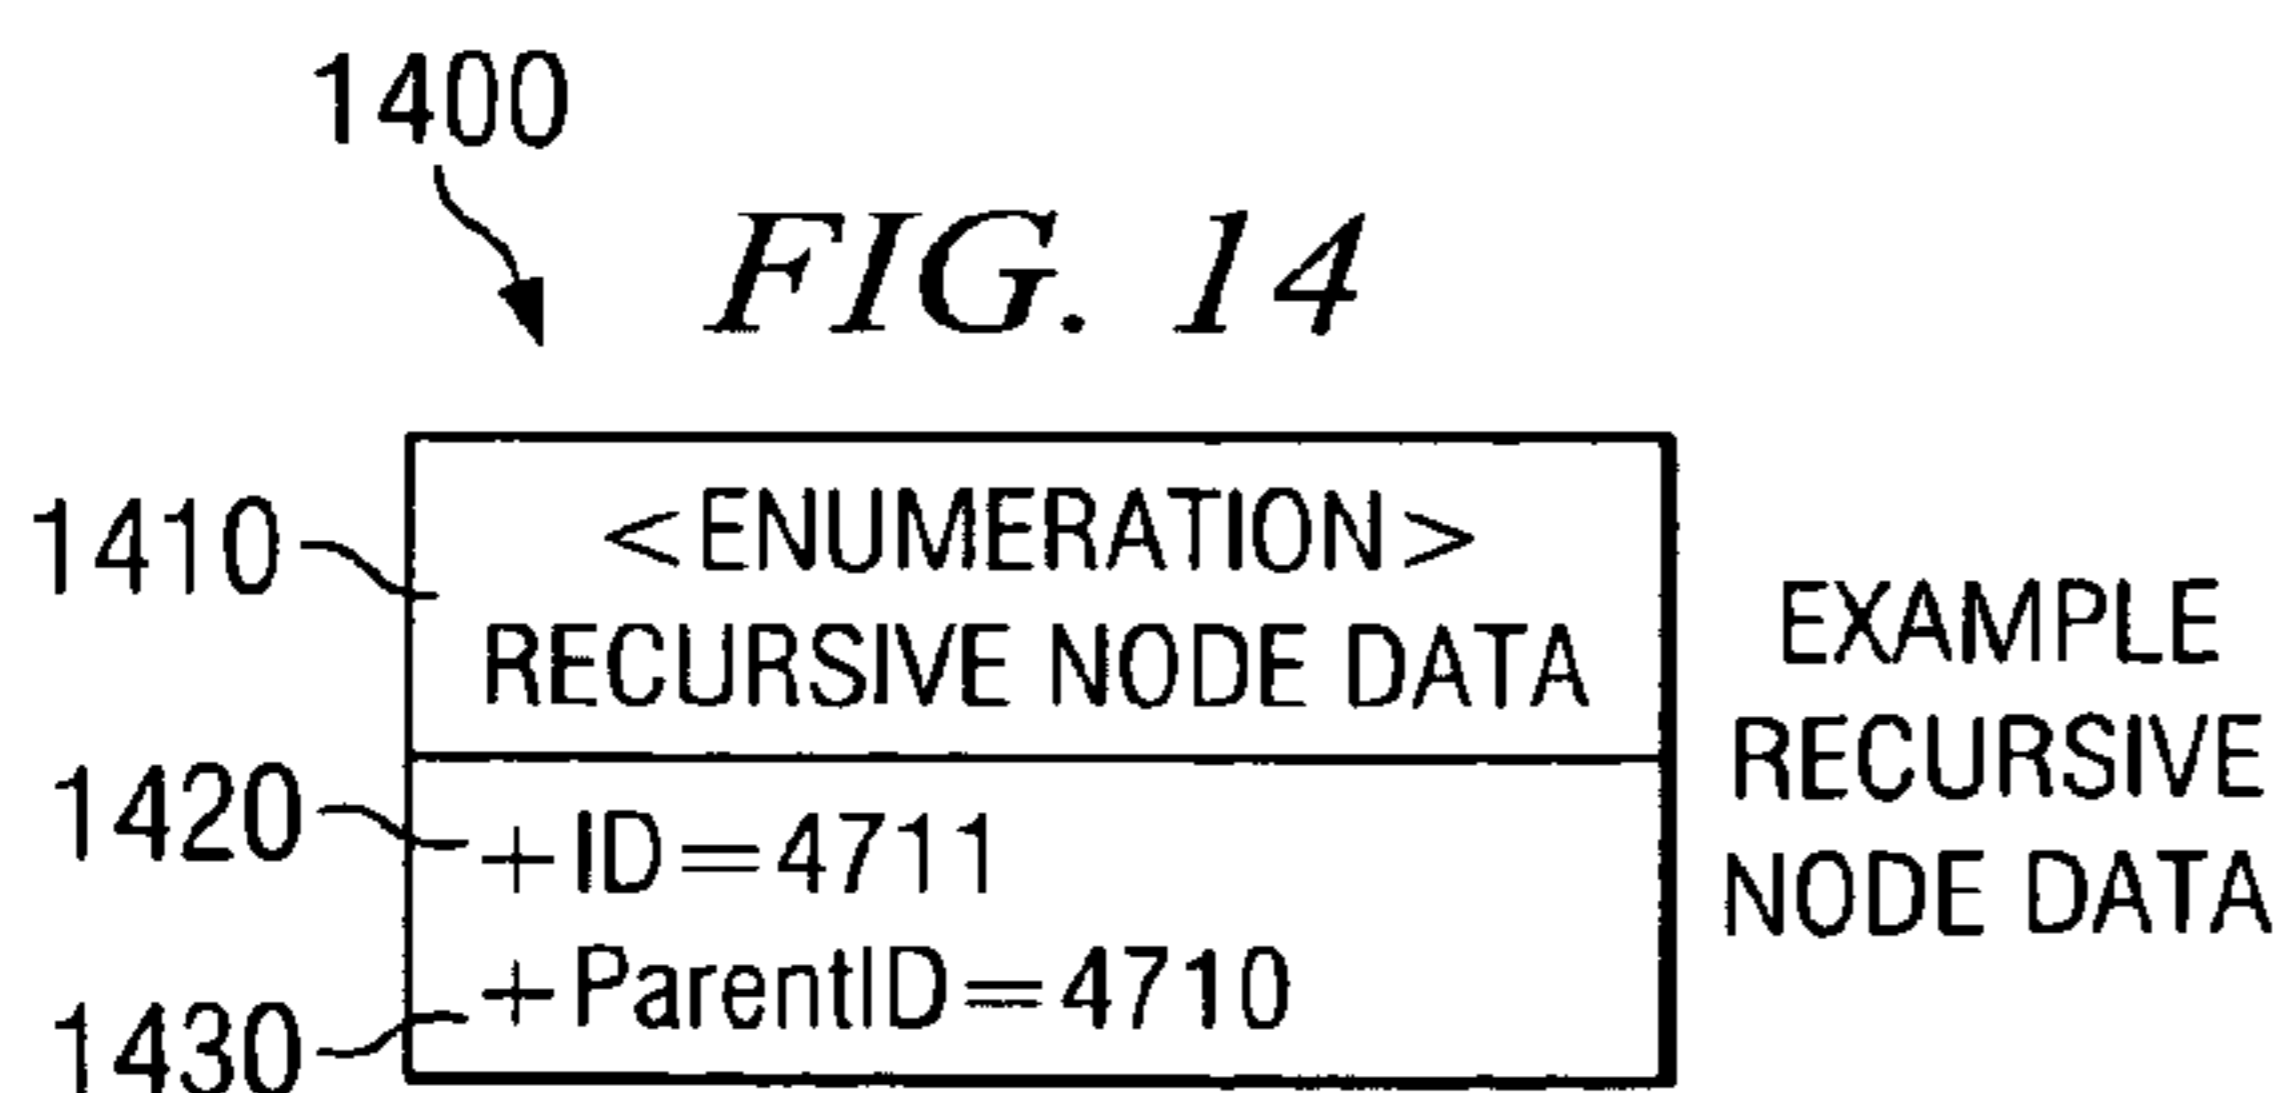 1400
FIG. 14
1410
<ENUMERATION>
RECURSIVE NODE DATA
EXAMPLE
RECURSIVE
NODE DATA
1420
+ID=4711
1430
+ParentID=4710